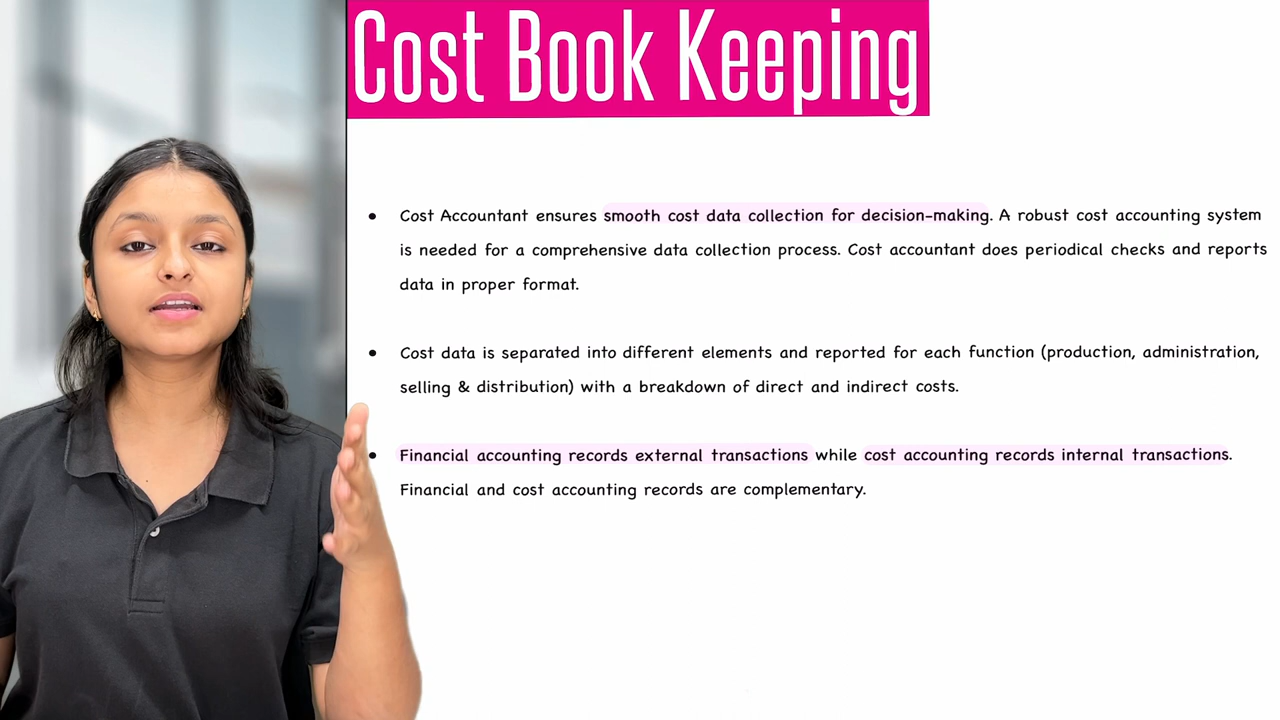 Cost Book Keeping
• Cost Accountant ensures smooth cost data collection for decision-making. A robust cost accounting system
is needed for a comprehensive data collection process. Cost accountant does periodical checks and reports
data in proper format.
• Cost data is separated into different elements and reported for each function (production, administration,
selling & distribution) with a breakdown of direct and indirect costs.
• Financial accounting records external transactions while cost accounting records internal transactions.
Financial and cost accounting records are complementary.